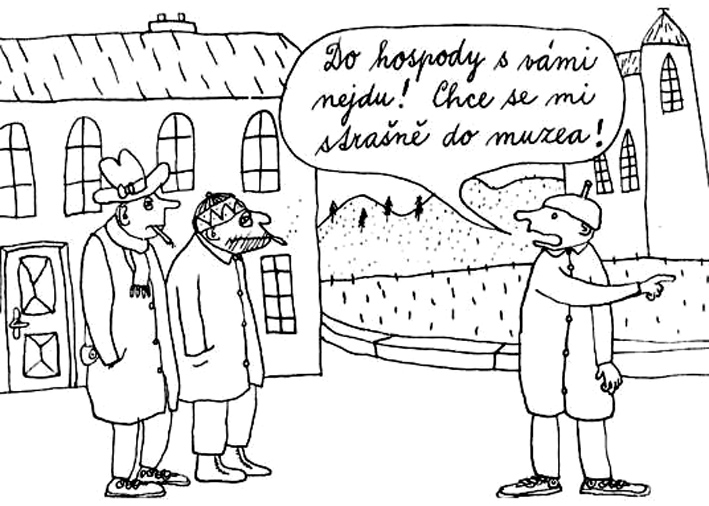 Do hospody s vámi
nejdu! Chce se mi
strašně do muzea!